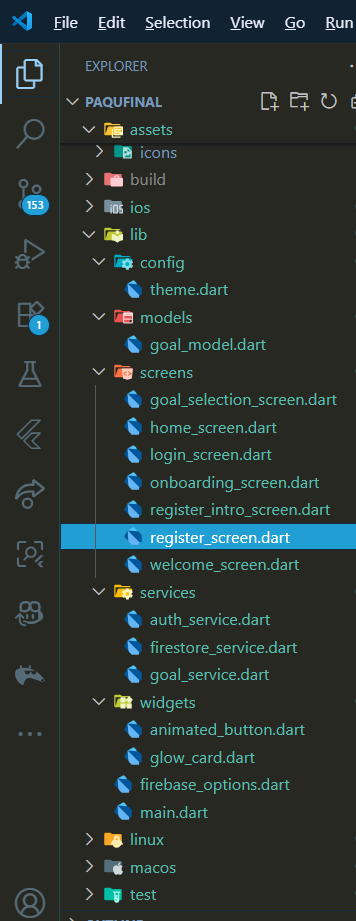 File Edit Selection View Go Run
EXPLORER
PAQUFINAL
assets
icons
build
ios
lib
153
config
theme.dart
models
1
goal_model.dart
screens
goal_selection_screen.dart
home_screen.dart
login_screen.dart
onboarding_screen.dart
register_intro_screen.dart
register_screen.dart
welcome_screen.dart
services
auth_service.dart
firestore_service.dart
goal_service.dart
widgets
animated_button.dart
glow_card.dart
firebase_options.dart
main.dart
linux
macos
test